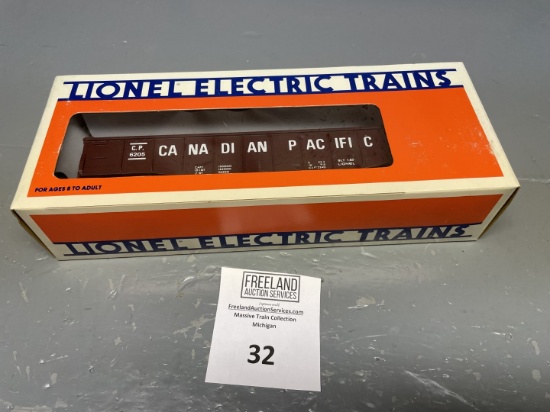 LIONEL ELECTRIC TRAINS
C.P.
6205
CANADIAN PACIFIC
FOR AGES 8 TO ADULT
LIONEL ELECTRIC TRAINS
FREELAND
AUCTION SERVICES
FreelandAuctionServices.com
Massive Train Collection
Michigan
32